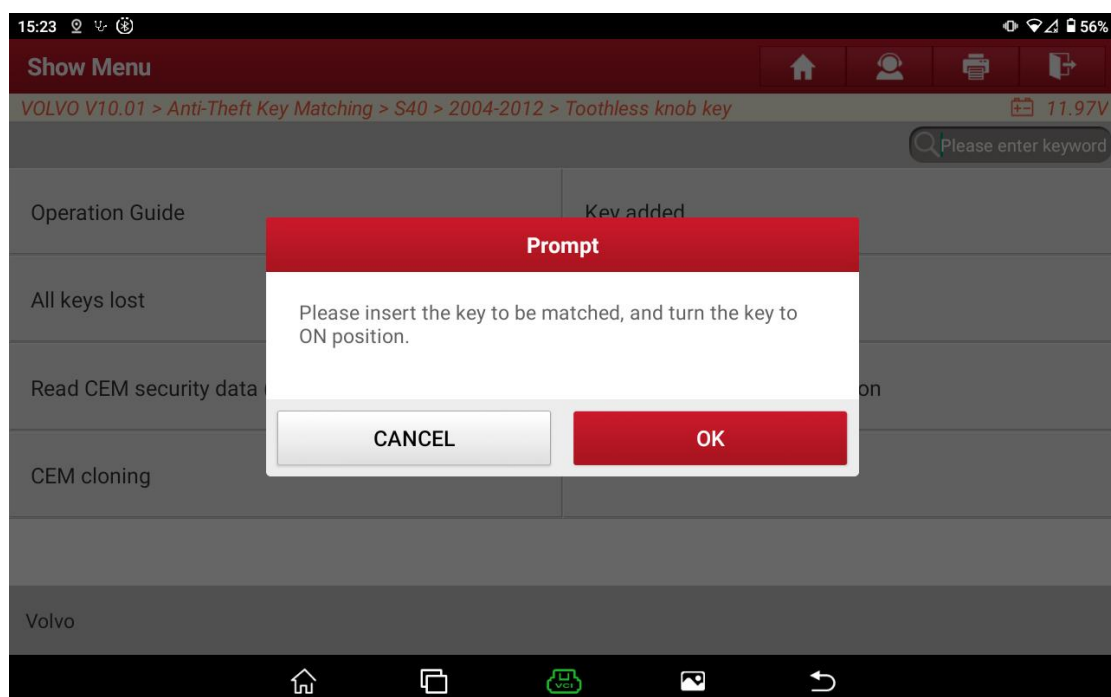 15:23 56%
Show Menu
VOLVO V10.01 > Anti-Theft Key Matching > S40 > 2004-2012 > Toothless knob key 11.97V
Please enter keyword
Operation Guide Key added
Prompt
All keys lost
Please insert the key to be matched, and turn the key to
ON position.
Read CEM security data on
CANCEL OK
CEM cloning
Volvo
VCI